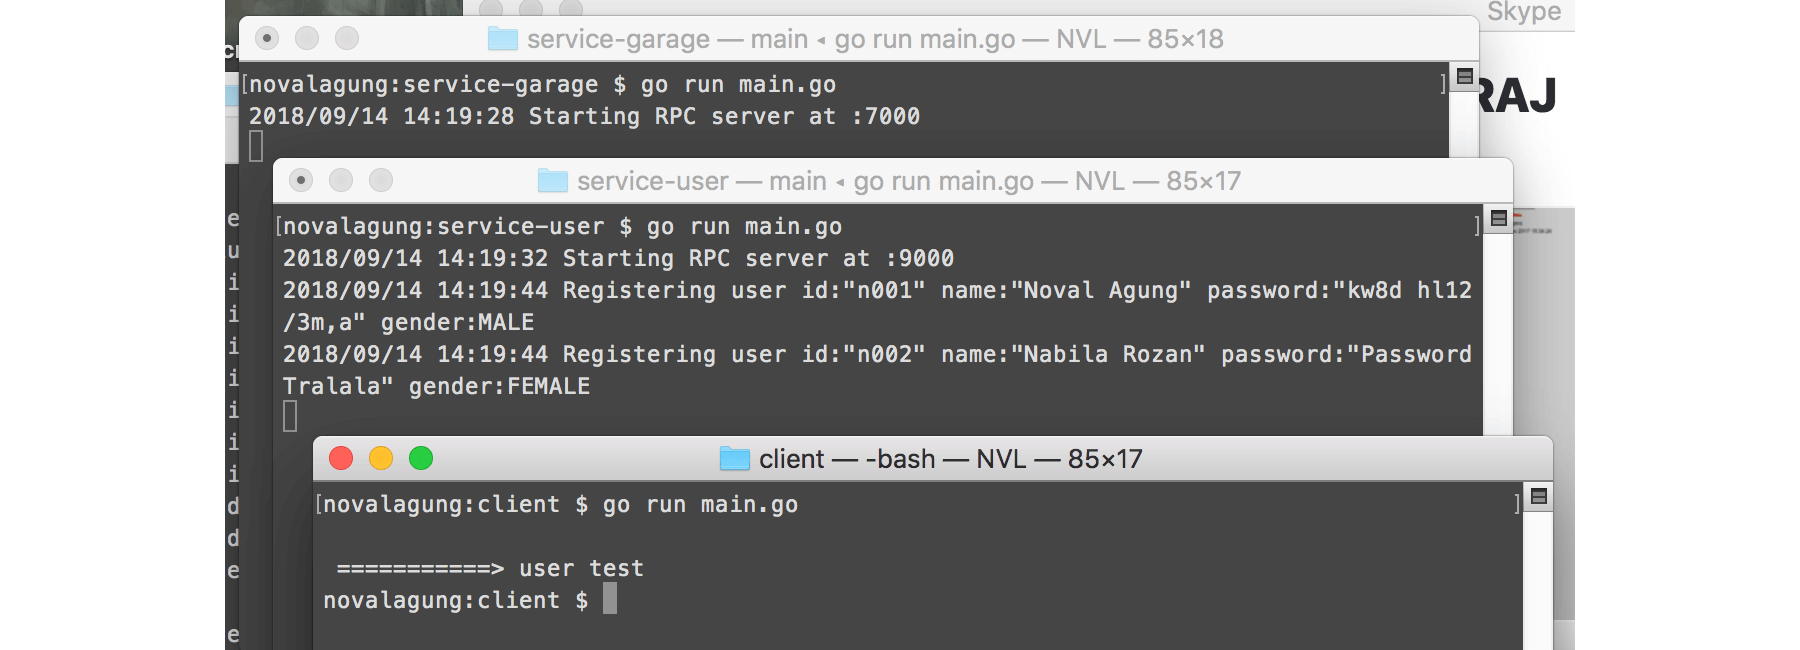 Skype
service-garage — main ◂ go run main.go — NVL — 85×18
[novalagung:service-garage $ go run main.go ]
2018/09/14 14:19:28 Starting RPC server at :7000
RAJ
service-user — main ◂ go run main.go — NVL — 85×17
[novalagung:service-user $ go run main.go ]
2018/09/14 14:19:32 Starting RPC server at :9000
2018/09/14 14:19:44 Registering user id:"n001" name:"Noval Agung" password:"kw8d hl12
/3m,a" gender:MALE
2018/09/14 14:19:44 Registering user id:"n002" name:"Nabila Rozan" password:"Password
Tralala" gender:FEMALE
client — -bash — NVL — 85×17
[novalagung:client $ go run main.go ]
===========> user test
novalagung:client $